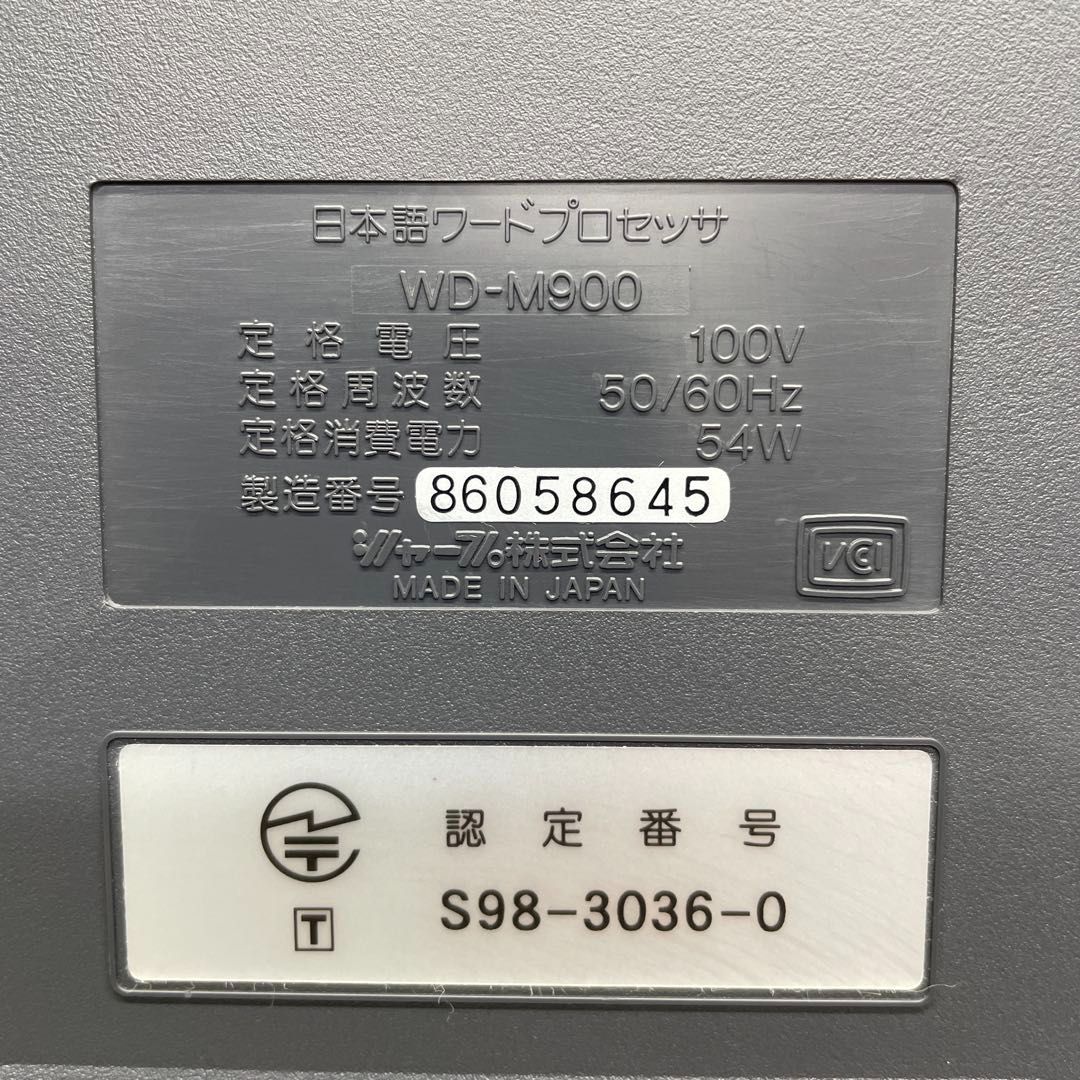 日本語ワードプロセッサ
WD-M900
定格電圧 100V
定格周波数 50/60Hz
定格消費電力 54W
製造番号 86058645
シャープ株式会社
MADE IN JAPAN
VCI
認定番号
T S98-3036-0